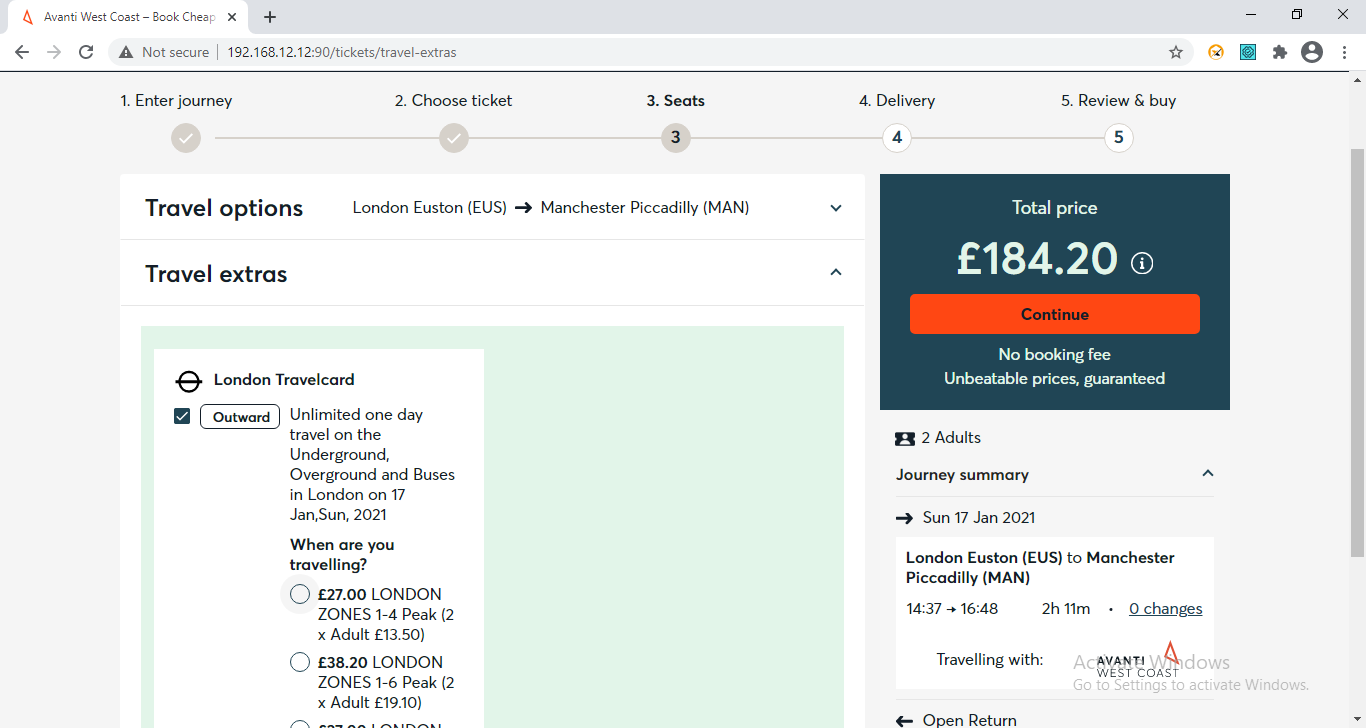 Avanti West Coast – Book Cheap
Not secure
192.168.12.12:90/tickets/travel-extras
1. Enter journey
2. Choose ticket
3. Seats
4. Delivery
5. Review & buy
3
4
5
Travel options
London Euston (EUS) → Manchester Piccadilly (MAN)
Travel extras
London Travelcard
Outward
Unlimited one day
travel on the
Underground,
Overground and Buses
in London on 17
Jan,Sun, 2021
When are you
travelling?
£27.00 LONDON
ZONES 1-4 Peak (2
x Adult £13.50)
£38.20 LONDON
ZONES 1-6 Peak (2
x Adult £19.10)
£27.00 LONDON
Total price
£184.20
Continue
No booking fee
Unbeatable prices, guaranteed
2 Adults
Journey summary
→ Sun 17 Jan 2021
London Euston (EUS) to Manchester
Piccadilly (MAN)
14:37 → 16:48 2h 11m • 0 changes
Travelling with:
AVANTI
WEST COAST
Activate Windows
Go to Settings to activate Windows.
← Open Return